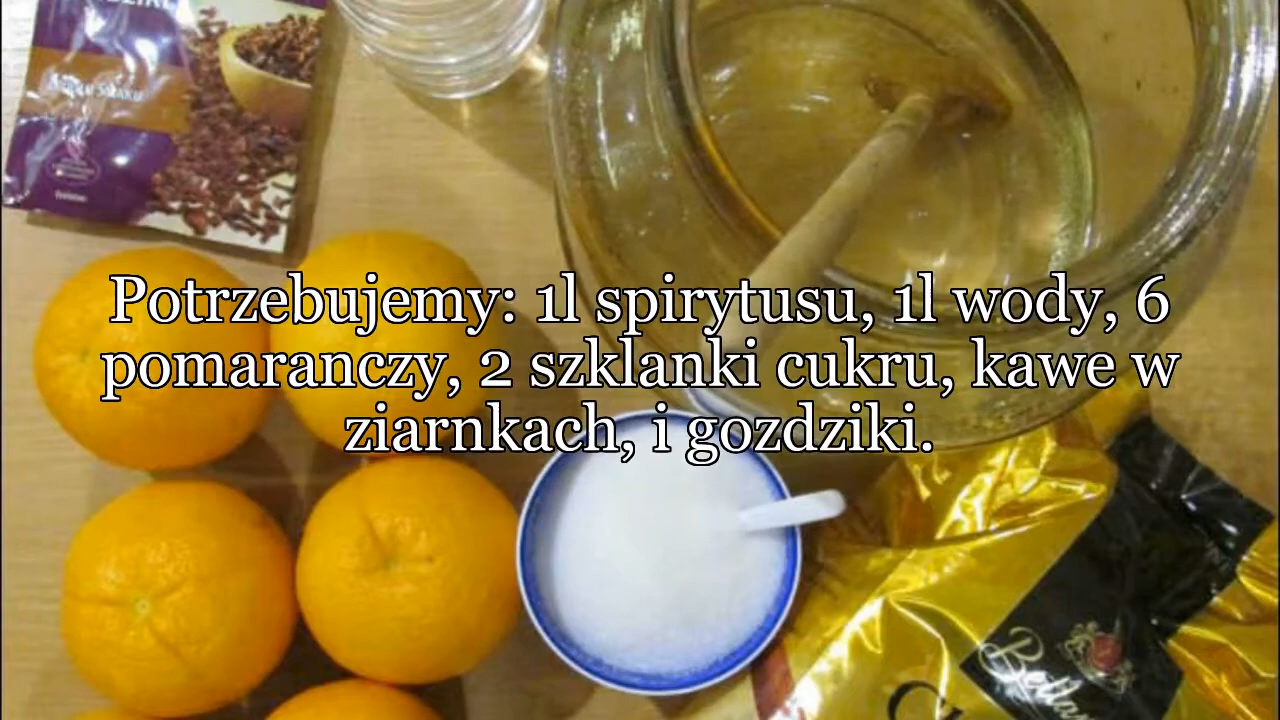 Potrzebujemy: 1l spirytusu, 1l wody, 6
pomaranczy, 2 szklanki cukru, kawe w
ziarnkach, i gozdziki.